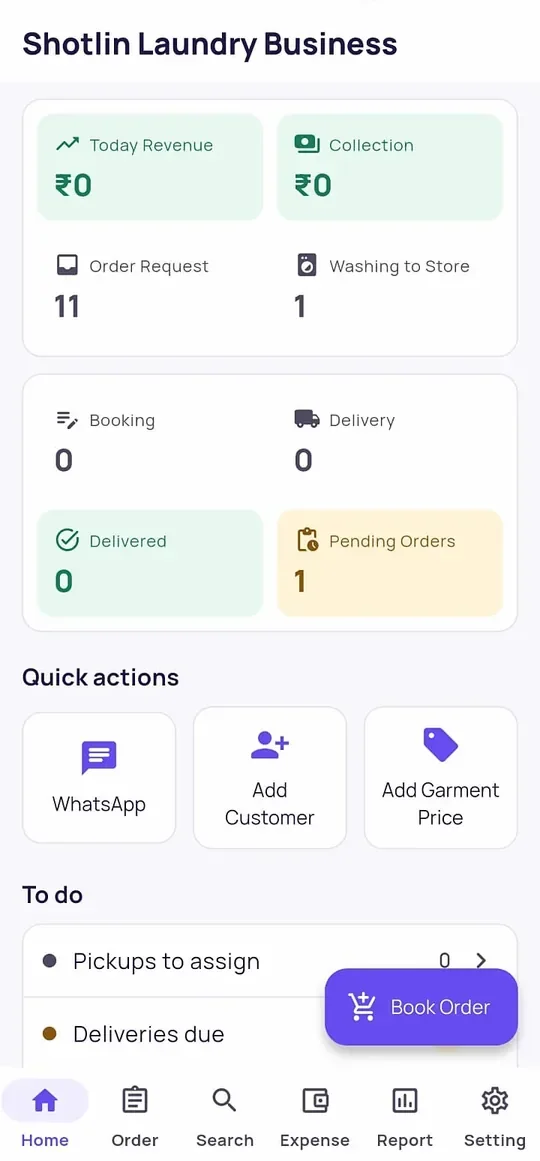 Shotlin Laundry Business
Today Revenue
₹0
Collection
₹0
Order Request
11
Washing to Store
1
Booking
0
Delivery
0
Delivered
0
Pending Orders
1
Quick actions
WhatsApp
Add
Customer
Add Garment
Price
To do
Pickups to assign 0
Book Order
Deliveries due
Home Order Search Expense Report Setting